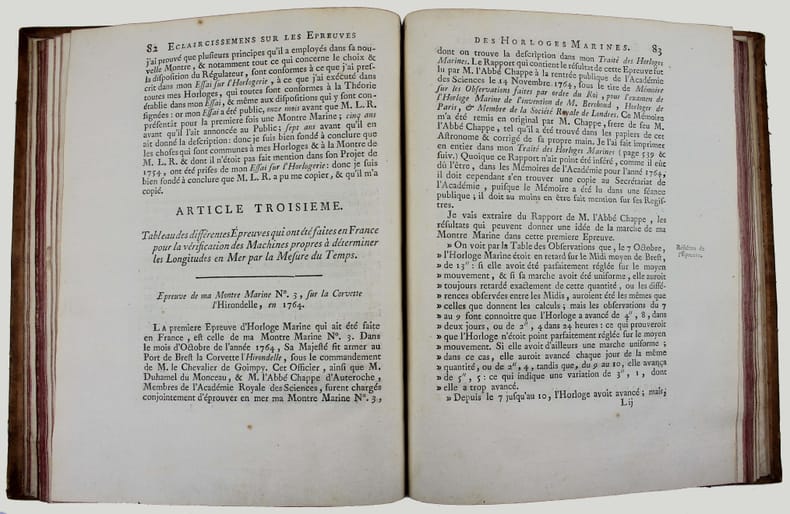 82 ECLAIRCISSEMENS SUR LES EPREUVES
j'ai prouvé que plusieurs principes qu'il a employés dans sa nou-
velle Montre, & notamment tout ce qui concerne le choix &
la disposition du Régulateur, sont conformes à ce que j'ai pres-
crit dans mon Essai sur l'Horlogerie, à ce que j'ai exécuté dans
toutes mes Horloges, qui toutes sont conformes à la Théorie
établie dans mon Essai, & même aux dispositions qui y sont con-
signées: or mon Essai a été public, onze mois avant que M. L. R.
présentât pour la premiere fois une Montre Marine; cinq ans
avant qu'il l'ait annoncée au Public; sept ans avant qu'il en
ait donné la description: donc je suis bien fondé à conclure que
les choses qui sont communes à mes Horloges & à la Montre de
M. L. R. & dont il n'étoit pas fait mention dans son Projet de
1754, ont été prises de mon Essai sur l'Horlogerie: donc je suis
bien fondé à conclure que M. L. R. a pu me copier, & qu'il m'a
copié.
ARTICLE TROISIEME.
Tableau des différentes Épreuves qui ont été faites en France
pour la vérification des Machines propres à déterminer
les Longitudes en Mer par la Mesure du Temps.
Epreuve de ma Montre Marine N°. 3, sur la Corvette
l'Hirondelle, en 1764.
LA premiere Epreuve d'Horloge Marine qui ait été faite
en France, est celle de ma Montre Marine N°. 3. Dans
le mois d'Octobre de l'année 1764, Sa Majesté fit armer au
Port de Brest la Corvette l'Hirondelle, sous le commandement
de M. le Chevalier de Goimpy. Cet Officier, ainsi que M.
Duhamel du Monceau, & M. l'Abbé Chappe d'Auteroche,
Membres de l'Académie Royale des Sciences, furent chargés
conjointement d'éprouver en mer ma Montre Marine N°. 3,
DES HORLOGES MARINES. 83
dont on trouve la description dans mon Traité des Horloges
Marines. Le Rapport qui contient le résultat de cette Epreuve fut
lu par M. l'Abbé Chappe à la rentrée publique de l'Académie
des Sciences le 14 Novembre 1764, sous le titre de Mémoire
sur les Observations faites par ordre du Roi, pour l'examen de
l'Horloge Marine de l'invention de M. Berthoud, Horloger de
Paris, & Membre de la Société Royale de Londres. Ce Mémoire
m'a été remis en original par M. Chappe, frere de feu M.
l'Abbé Chappe, tel qu'il a été trouvé dans les papiers de cet
Astronome & corrigé de sa propre main. Je l'ai fait imprimer
en entier dans mon Traité des Horloges Marines (page 539 &
suiv.) Quoique ce Rapport n'ait point été inséré, comme il eût
dû l'être, dans les Mémoires de l'Académie pour l'anné 1764,
il doit cependant s'en trouver une copie au Secrétariat de
l'Académie, puisque le Mémoire a été lu dans une séance
publique; il doit au moins en être fait mention sur ses Regis-
tres.
Je vais extraire du Rapport de M. l'Abbé Chappe, les
résultats qui peuvent donner une idée de la marche de ma
Montre Marine dans cette premiere Epreuve.
» On voit par la Table des Observations que, le 7 Octobre,
» l'Horloge Marine étoit en retard sur le Midi moyen de Brest,
» de 13": si elle avoit été parfaitement réglée sur le moyen
» mouvement, & si sa marche avoit été uniforme, elle auroit
» toujours retardé exactement de cette quantité, ou les diffé-
» rences observées entre les Midis, auroient été les mêmes que
» celles que donnent les calculs; mais les observations du 7
» au 9 font connoître que l'Horloge a avancé de 4", 8, dans
» deux jours, ou de 2", 4 dans 24 heures: ce qui prouveroit
» que l'Horloge n'étoit point parfaitement réglée sur le moyen
» mouvement. Si elle avoit d'ailleurs une marche uniforme;
» dans ce cas, elle autoit avancé chaque jour de la même
» quantité, ou de 2", 4, tandis que, du 9 au 10, elle avança
» de 5", 5: ce qui indique une variation de 3", 1, dont
» elle a trop avancé.
» Depuis le 7 jusqu'au 10, l'Horloge avoit avancé; mais,
L ij
Résultats de
l'Epreuve.